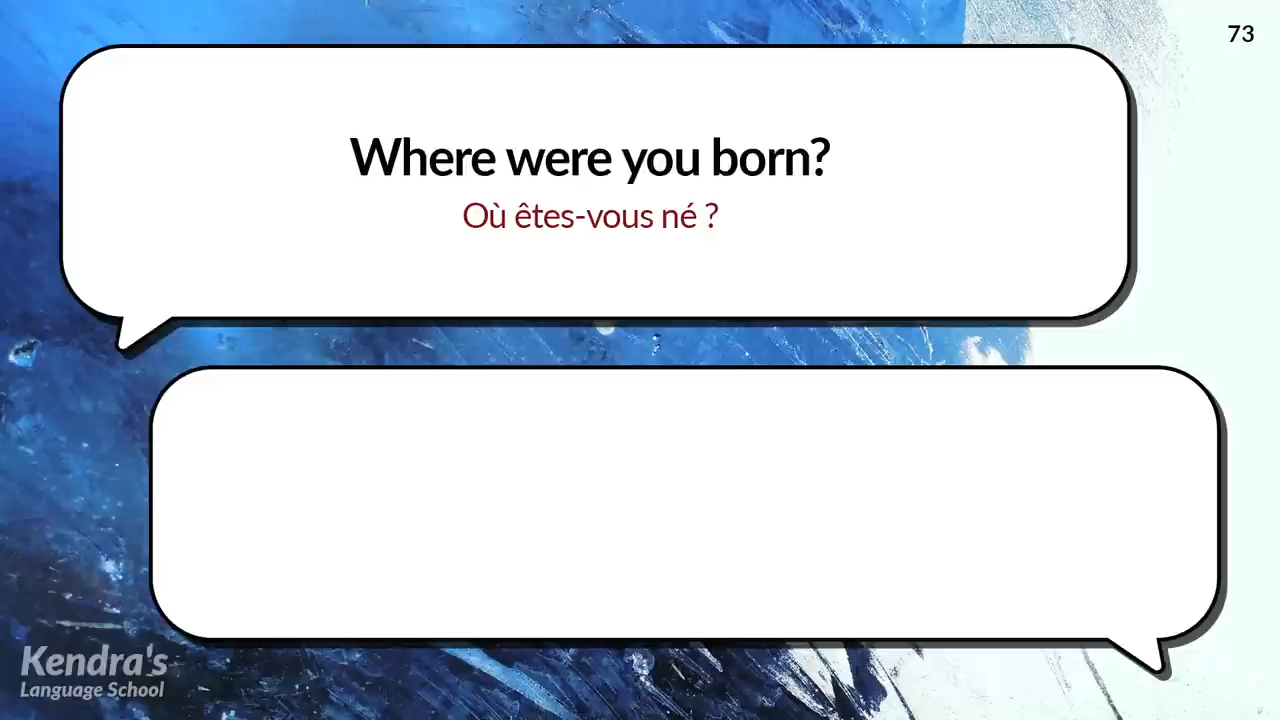 73
Where were you born?
Où êtes-vous né ?
Kendra's
Language School